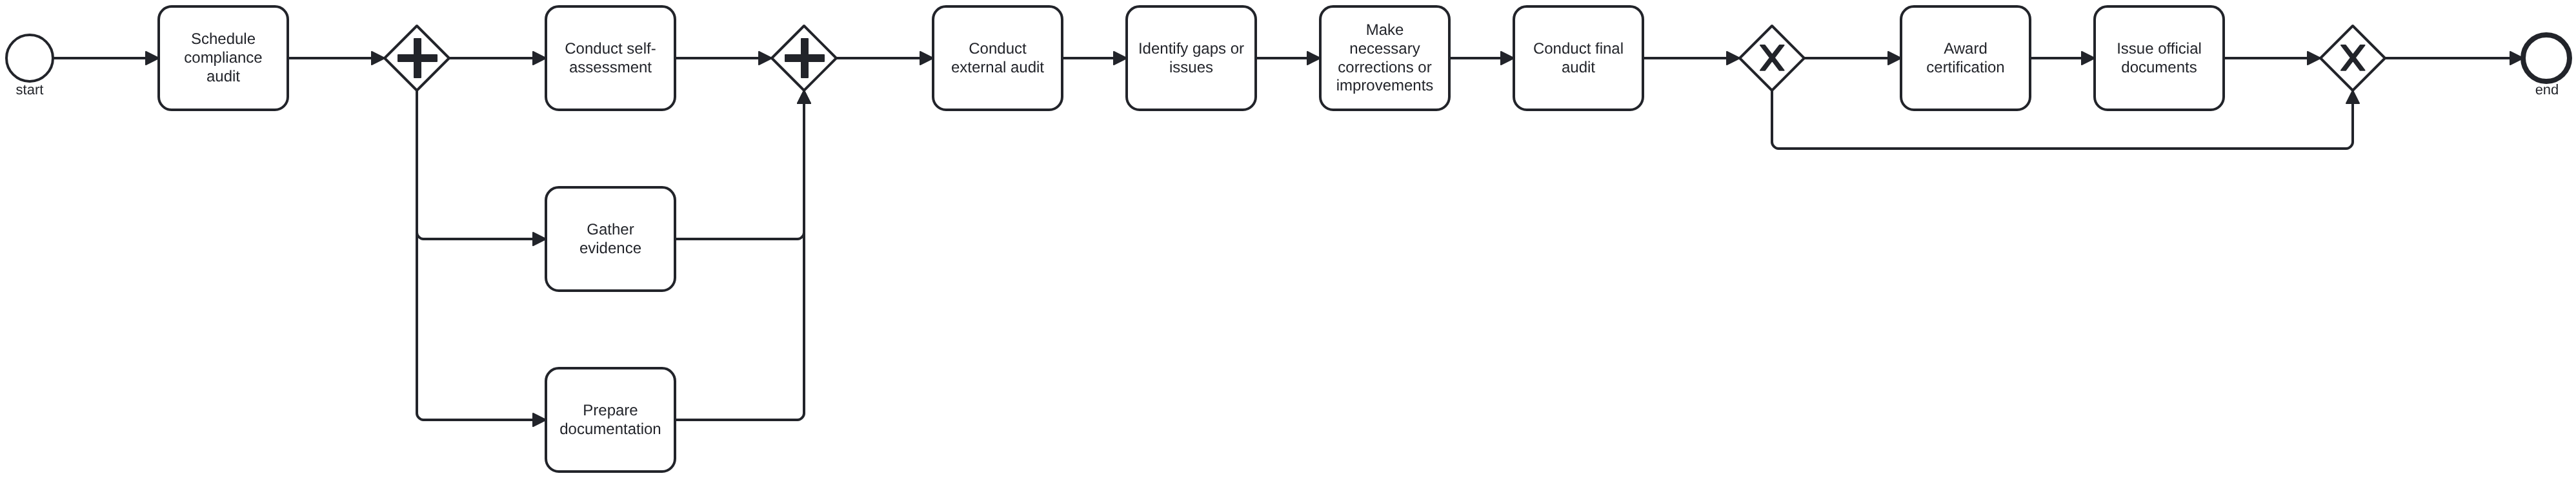 start
Schedule
compliance
audit
Conduct self-
assessment
Gather
evidence
Prepare
documentation
Conduct
external audit
Identify gaps or
issues
Make
necessary
corrections or
improvements
Conduct final
audit
X
Award
certification
Issue official
documents
X
end